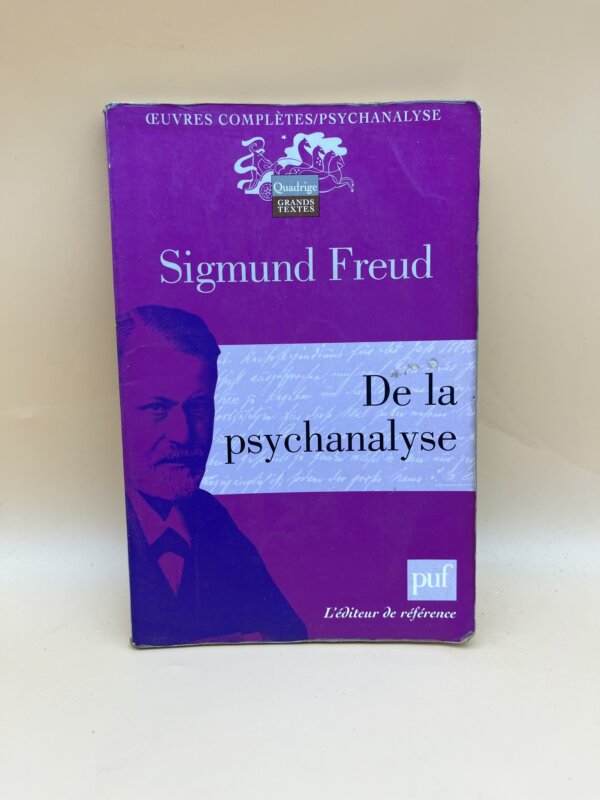 ŒUVRES COMPLÈTES/PSYCHANALYSE
Quadrige
GRANDS
TEXTES
Sigmund Freud
De la
psychanalyse
puf
L'éditeur de référence